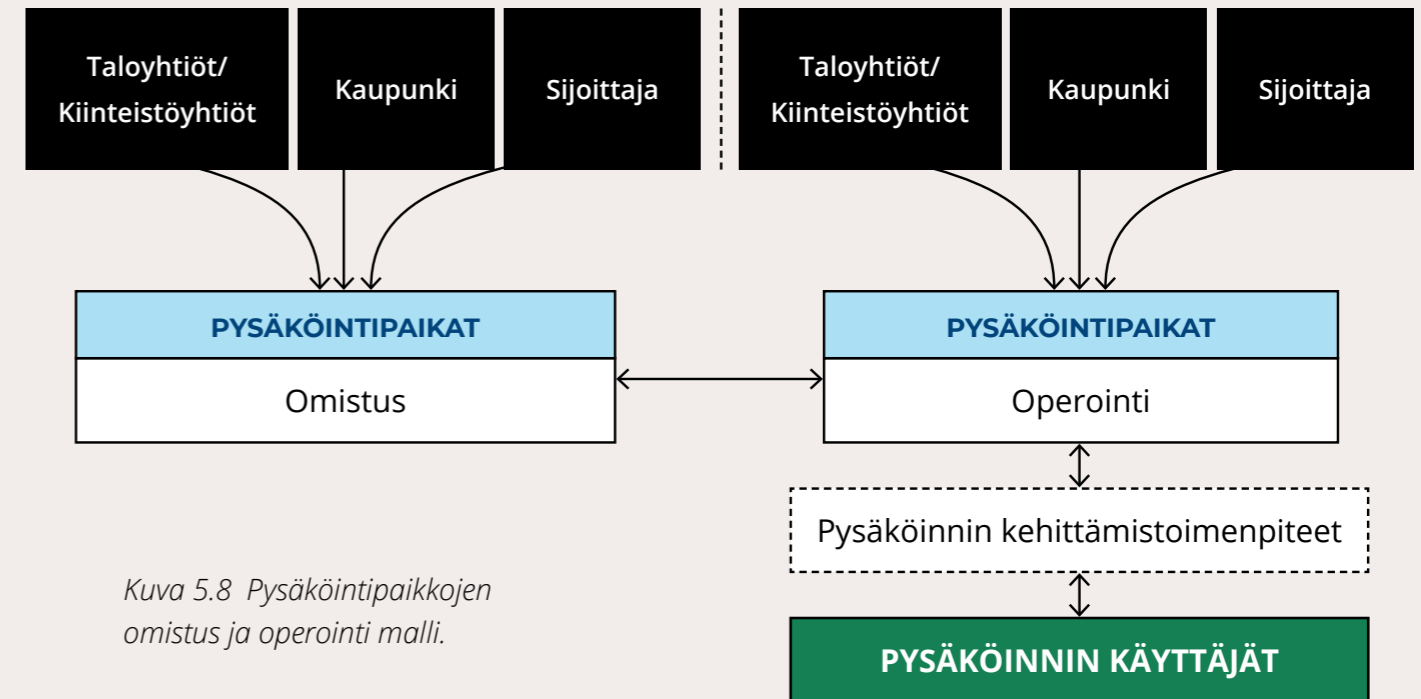 Taloyhtiöt/
Kiinteistöyhtiöt
Kaupunki
Sijoittaja
Taloyhtiöt/
Kiinteistöyhtiöt
Kaupunki
Sijoittaja
PYSÄKÖINTIPAIKAT
Omistus
PYSÄKÖINTIPAIKAT
Operointi
Pysäköinnin kehittämistoimenpiteet
Kuva 5.8 Pysäköintipaikkojen
omistus ja operointi malli.
PYSÄKÖINNIN KÄYTTÄJÄT